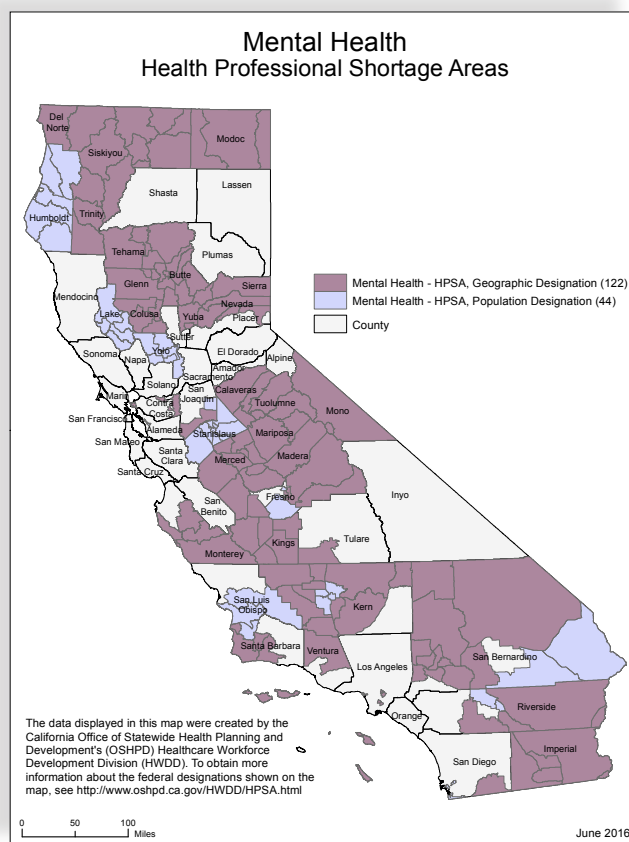 Mental Health
Health Professional Shortage Areas
Del
Norte
Siskiyou
Modoc
Shasta
Lassen
Humboldt
Trinity
Tehama
Plumas
Butte
Glenn
Sierra
Mendocino
Nevada
Lake
Colusa
Yuba
Placer
Sutter
Sonoma
Yolo
El Dorado
Napa
Alpine
Amador
Sacramento
Solano
Marin
San
Joaquin
Calaveras
Contra
Costa
Tuolumne
Mono
San Francisco
Alameda
Stanislaus
Mariposa
San Mateo
Santa
Clara
Merced
Madera
Santa Cruz
Fresno
Inyo
San
Benito
Tulare
Kings
Monterey
San Luis
Obispo
Kern
Santa Barbara
Ventura
San Bernardino
Los Angeles
Orange
Riverside
San Diego
Imperial
Mental Health - HPSA, Geographic Designation (122)
Mental Health - HPSA, Population Designation (44)
County
The data displayed in this map were created by the
California Office of Statewide Health Planning and
Development's (OSHPD) Healthcare Workforce
Development Division (HWDD). To obtain more
information about the federal designations shown on the
map, see http://www.oshpd.ca.gov/HWDD/HPSA.html
0 50 100
Miles
June 2016